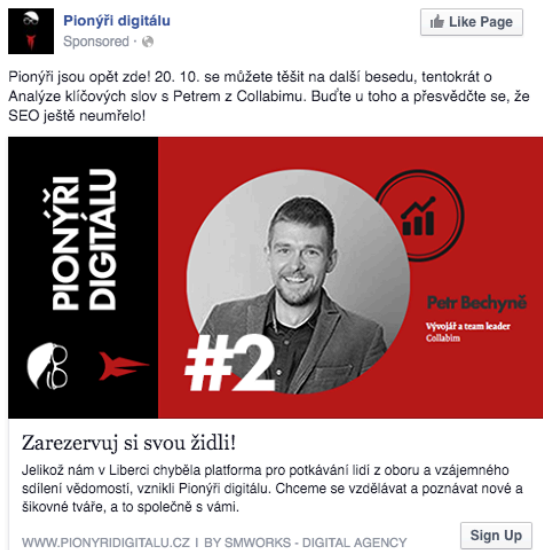 Pionýři digitálu
Like Page
Sponsored ·
Pionýři jsou opět zde! 20. 10. se můžete těšit na další besedu, tentokrát o
Analýze klíčových slov s Petrem z Collabimu. Buďte u toho a přesvědčte se, že
SEO ještě neumřelo!
PIONÝŘI
DIGITÁLU
#2
Petr Bechyně
Vývojář a team leader
Collabim
Zarezervuj si svou židli!
Jelikož nám v Liberci chyběla platforma pro potkávání lidí z oboru a vzájemného
sdílení vědomostí, vznikli Pionýři digitálu. Chceme se vzdělávat a poznávat nové a
šikovné tváře, a to společně s vámi.
WWW.PIONYRIDIGITALU.CZ | BY SMWORKS - DIGITAL AGENCY
Sign Up